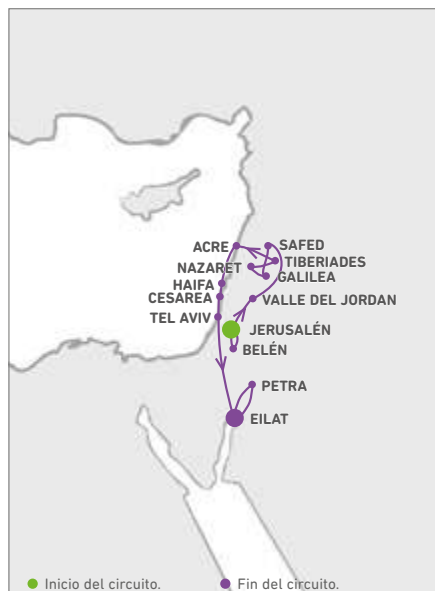 ACRE
SAFED
TIBERIADES
NAZARET
GALILEA
HAIFA
CESAREA
VALLE DEL JORDAN
TEL AVIV
JERUSALÉN
BELÉN
PETRA
EILAT
Inicio del circuito.
Fin del circuito.